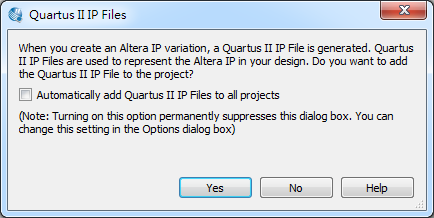 Quartus II IP Files
When you create an Altera IP variation, a Quartus II IP File is generated. Quartus
II IP Files are used to represent the Altera IP in your design. Do you want to add
the Quartus II IP File to the project?
Automatically add Quartus II IP Files to all projects
(Note: Turning on this option permanently suppresses this dialog box. You can
change this setting in the Options dialog box)
Yes No Help